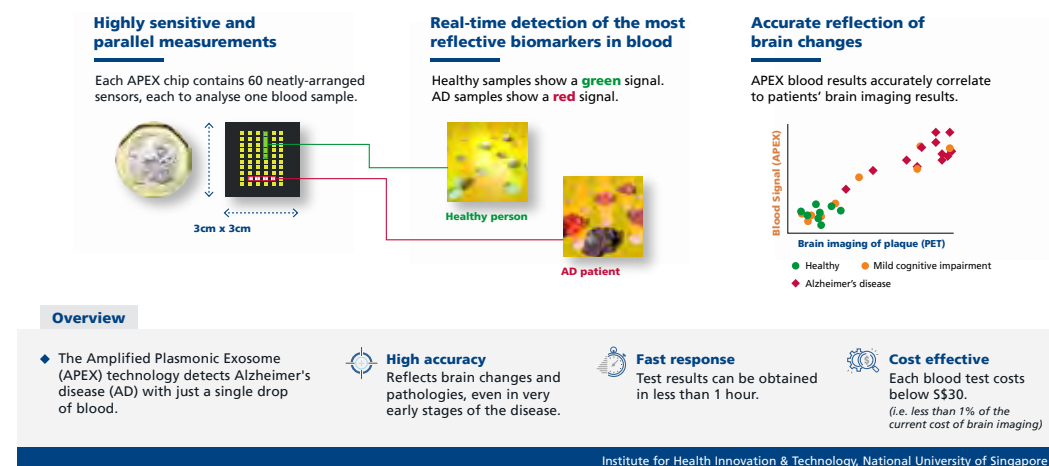 Highly sensitive and
parallel measurements
Each APEX chip contains 60 neatly-arranged
sensors, each to analyse one blood sample.
3cm x 3cm
Real-time detection of the most
reflective biomarkers in blood
Healthy samples show a green signal.
AD samples show a red signal.
Healthy person
AD patient
Accurate reflection of
brain changes
APEX blood results accurately correlate
to patients' brain imaging results.
Blood Signal (APEX)
Brain imaging of plaque (PET)
Healthy
Mild cognitive impairment
Alzheimer's disease
Overview
The Amplified Plasmonic Exosome
(APEX) technology detects Alzheimer's
disease (AD) with just a single drop
of blood.
High accuracy
Reflects brain changes and
pathologies, even in very
early stages of the disease.
Fast response
Test results can be obtained
in less than 1 hour.
Cost effective
Each blood test costs
below S$30.
(i.e. less than 1% of the
current cost of brain imaging)
Institute for Health Innovation & Technology, National University of Singapore